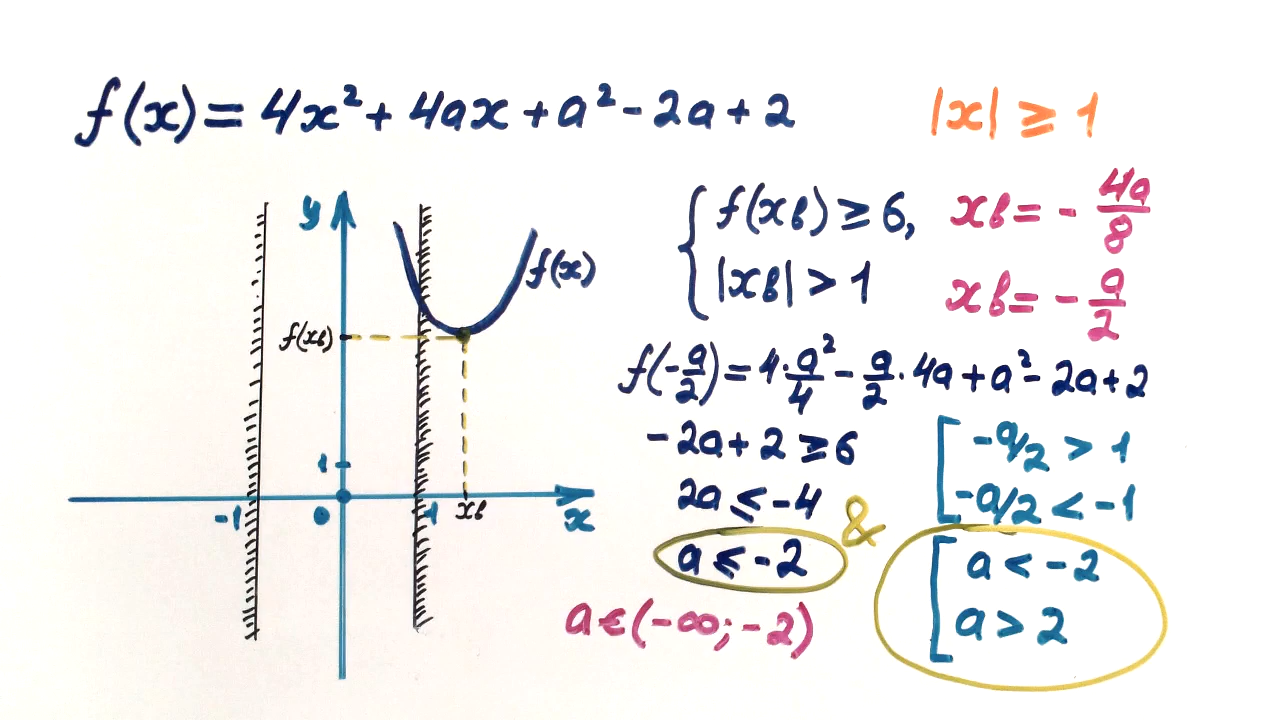 f(x) = 4x² + 4ax + a² - 2a + 2
|x| ≥ 1
y
f(x)
f(xв)
1
-1
0
1
xв
x
{ f(xв) ≥ 6,
|xв| > 1
xв = - 4a/8
xв = - a/2
f(-a/2) = 4·a²/4 - a/2·4a + a² - 2a + 2
-2a + 2 ≥ 6
2a ≤ -4
a ≤ -2
&
[ -a/2 > 1
-a/2 < -1
[ a < -2
a > 2
a ∈ (-∞; -2)